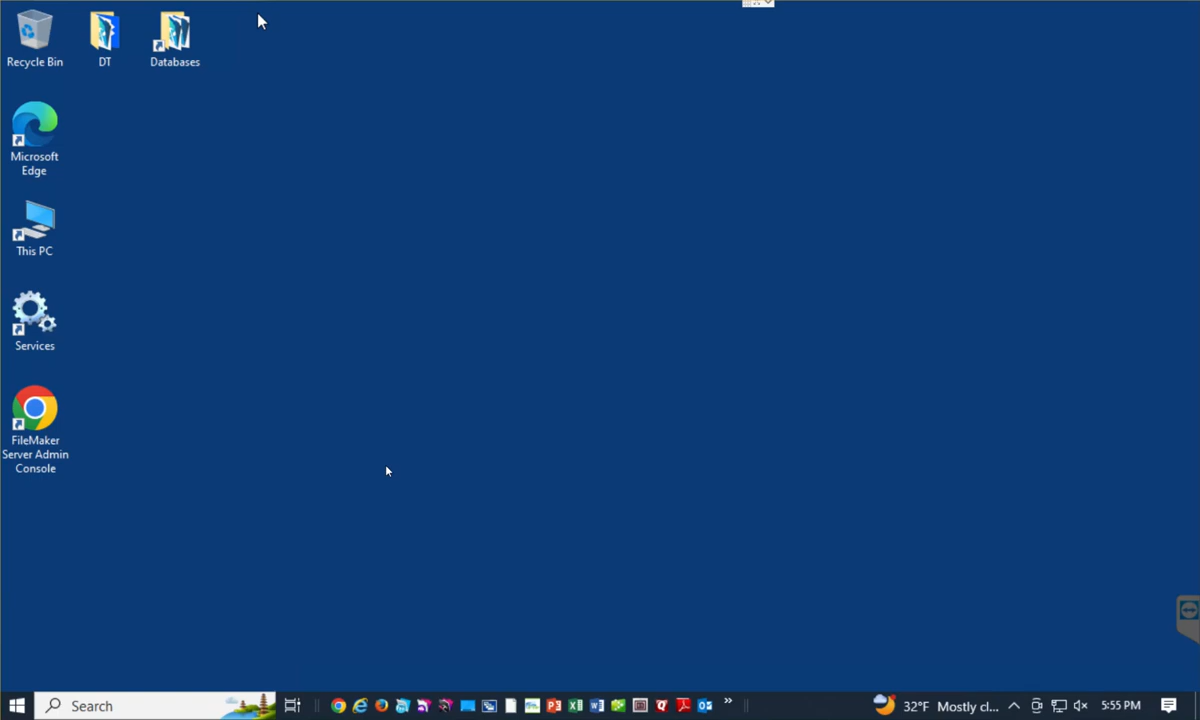 Recycle Bin
DT
Databases
Microsoft
Edge
This PC
Services
FileMaker
Server Admin
Console
Search
32°F Mostly cl...
5:55 PM